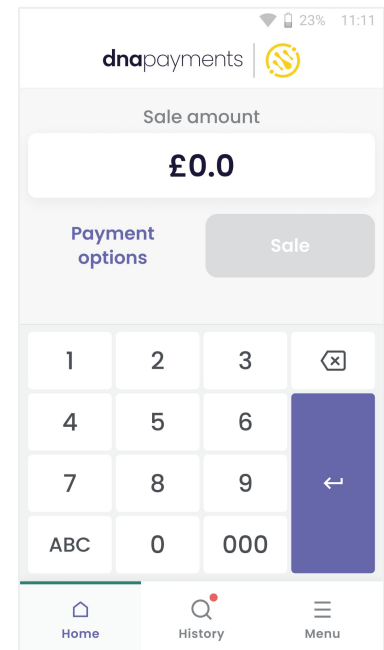 23% 11:11
dnapayments
Sale amount
£0.0
Payment
options
Sale
1 2 3
4 5 6
7 8 9
ABC 0 000
Home History Menu